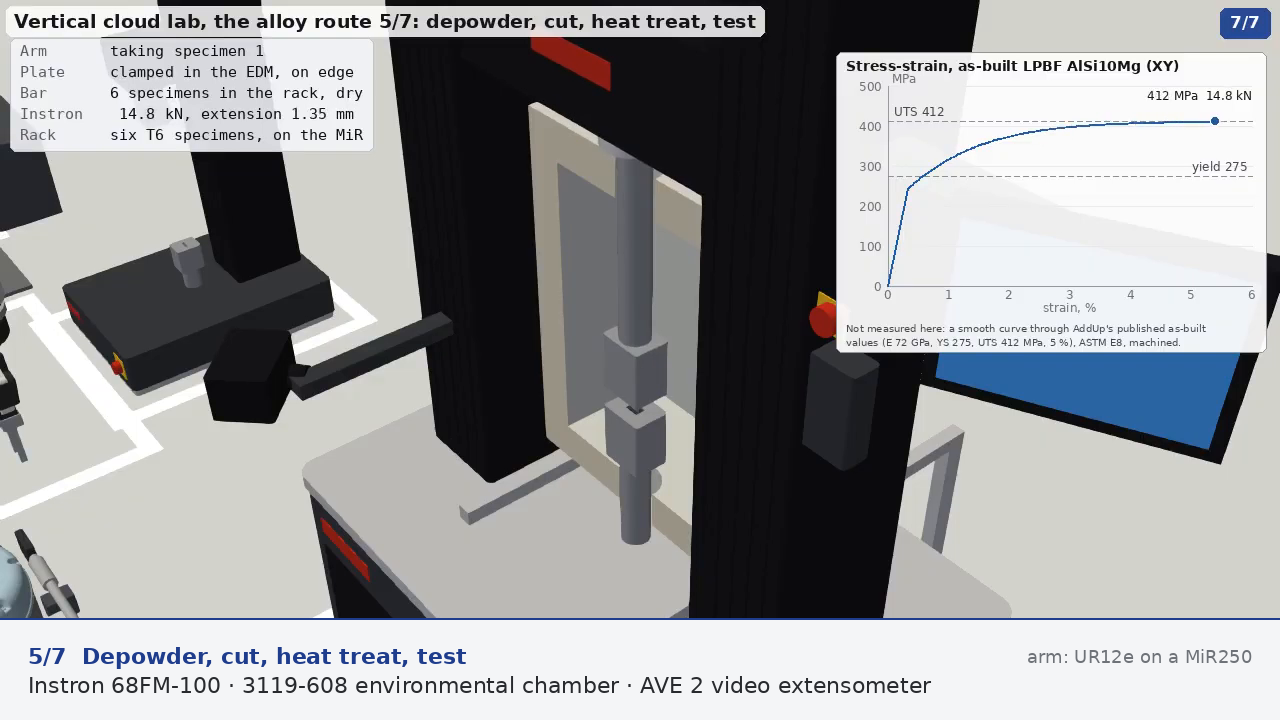 Vertical cloud lab, the alloy route 5/7: depowder, cut, heat treat, test
7/7
Arm taking specimen 1
Plate clamped in the EDM, on edge
Bar 6 specimens in the rack, dry
Instron 14.8 kN, extension 1.35 mm
Rack six T6 specimens, on the MiR
Stress-strain, as-built LPBF AlSi10Mg (XY)
MPa
500
412 MPa 14.8 kN
UTS 412
400
300
yield 275
200
100
0
0 1 2 3 4 5 6
strain, %
Not measured here: a smooth curve through AddUp's published as-built
values (E 72 GPa, YS 275, UTS 412 MPa, 5 %), ASTM E8, machined.
5/7 Depowder, cut, heat treat, test
arm: UR12e on a MiR250
Instron 68FM-100 · 3119-608 environmental chamber · AVE 2 video extensometer